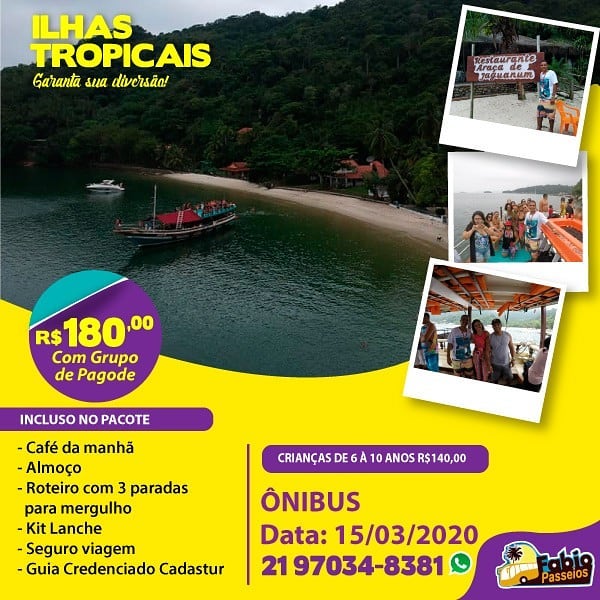 ILHAS
TROPICAIS
Garanta sua diversão!
Restaurante
Araça de
Jaguanum
R$180,00
Com Grupo
de Pagode
INCLUSO NO PACOTE
- Café da manhã
- Almoço
- Roteiro com 3 paradas
para mergulho
- Kit Lanche
- Seguro viagem
- Guia Credenciado Cadastur
CRIANÇAS DE 6 À 10 ANOS R$140,00
ÔNIBUS
Data: 15/03/2020
21 97034-8381
Fabio
Passeios